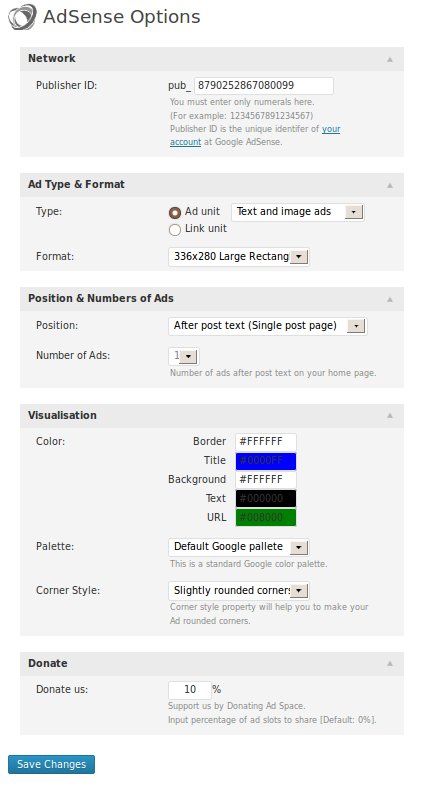 AdSense Options
Network
Publisher ID: pub_ 8790252867080099
You must enter only numerals here.
(For example: 1234567891234567)
Publisher ID is the unique identifer of your
account at Google AdSense.
Ad Type & Format
Type: Ad unit Text and image ads
Link unit
Format: 336x280 Large Rectang
Position & Numbers of Ads
Position: After post text (Single post page)
Number of Ads: 1
Number of ads after post text on your home page.
Visualisation
Color: Border #FFFFFF
Title #0000FF
Background #FFFFFF
Text #000000
URL #008000
Palette: Default Google pallete
This is a standard Google color palette.
Corner Style: Slightly rounded corners
Corner style property will help you to make your
Ad rounded corners.
Donate
Donate us: 10 %
Support us by Donating Ad Space.
Input percentage of ad slots to share [Default: 0%].
Save Changes